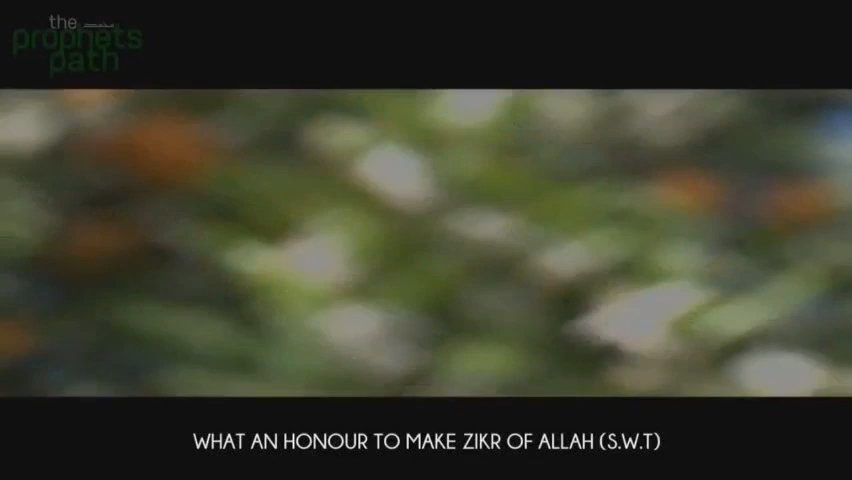 the
prophets
path
WHAT AN HONOUR TO MAKE ZIKR OF ALLAH (S.W.T)